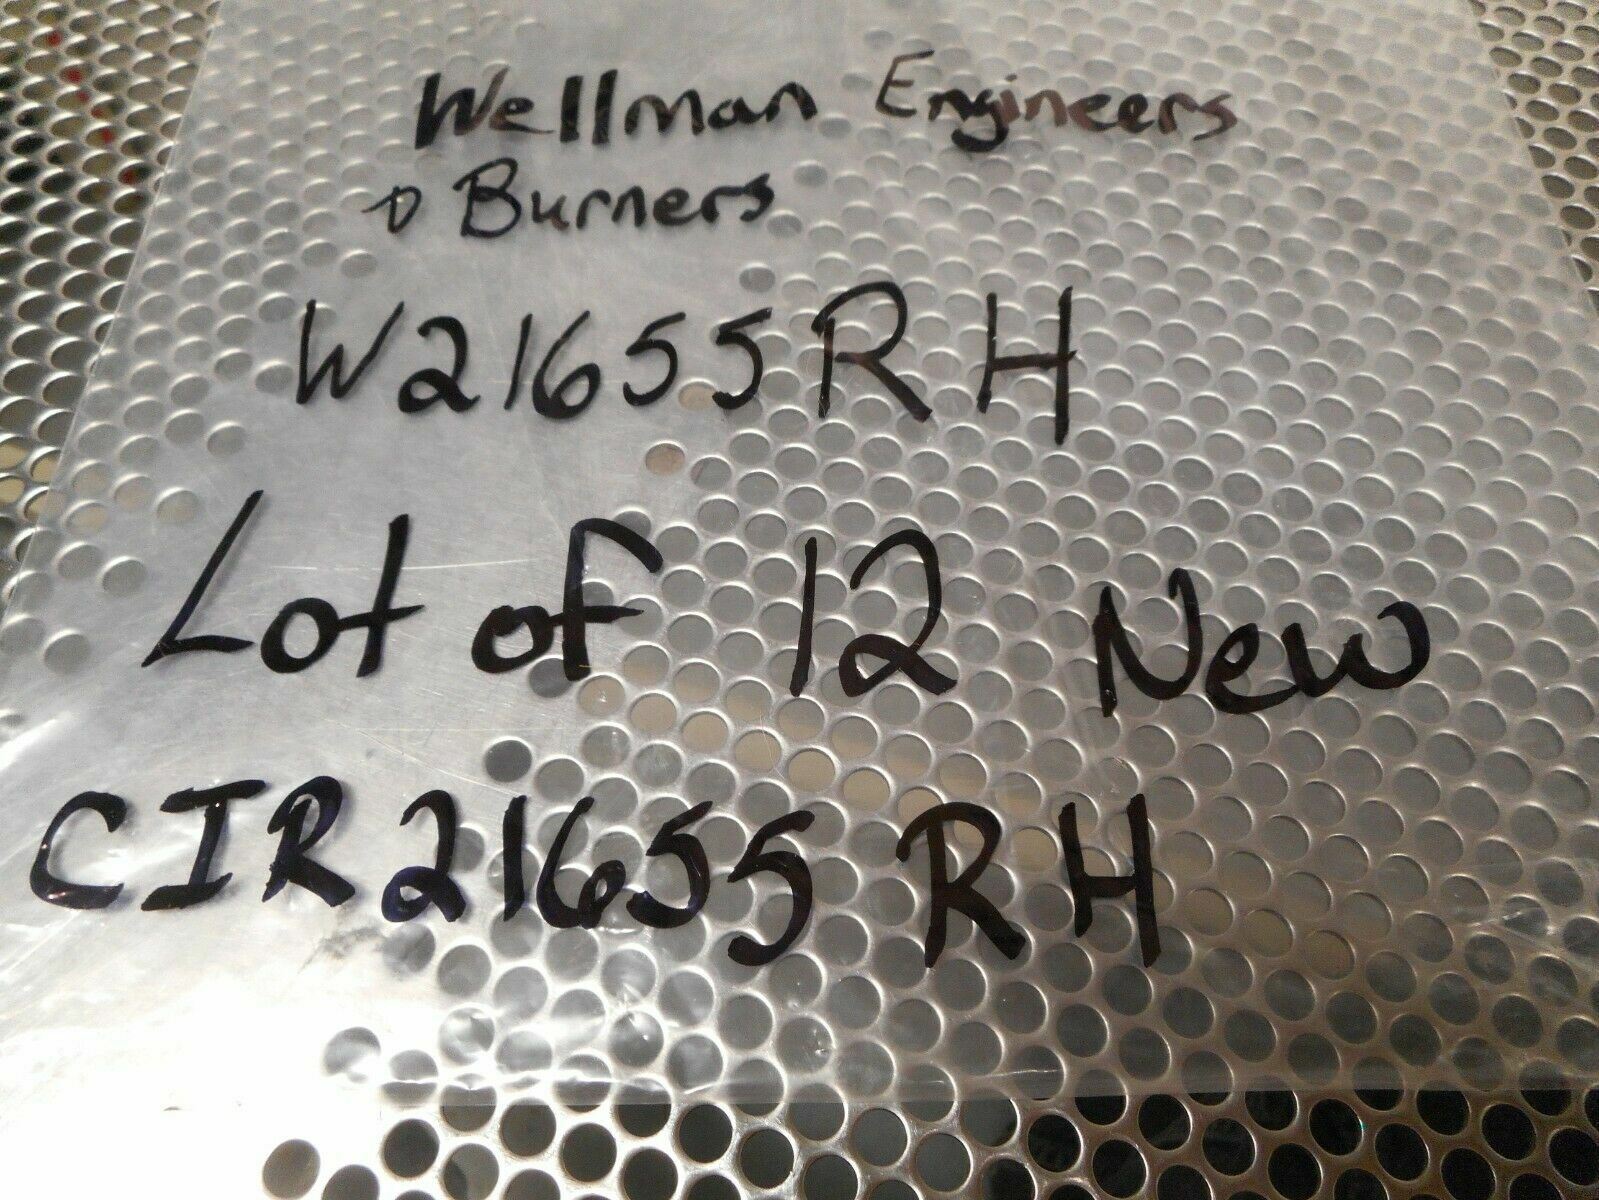 Wellman Engineers
Burners
W21655RH
Lot of 12 New
CIR21655RH